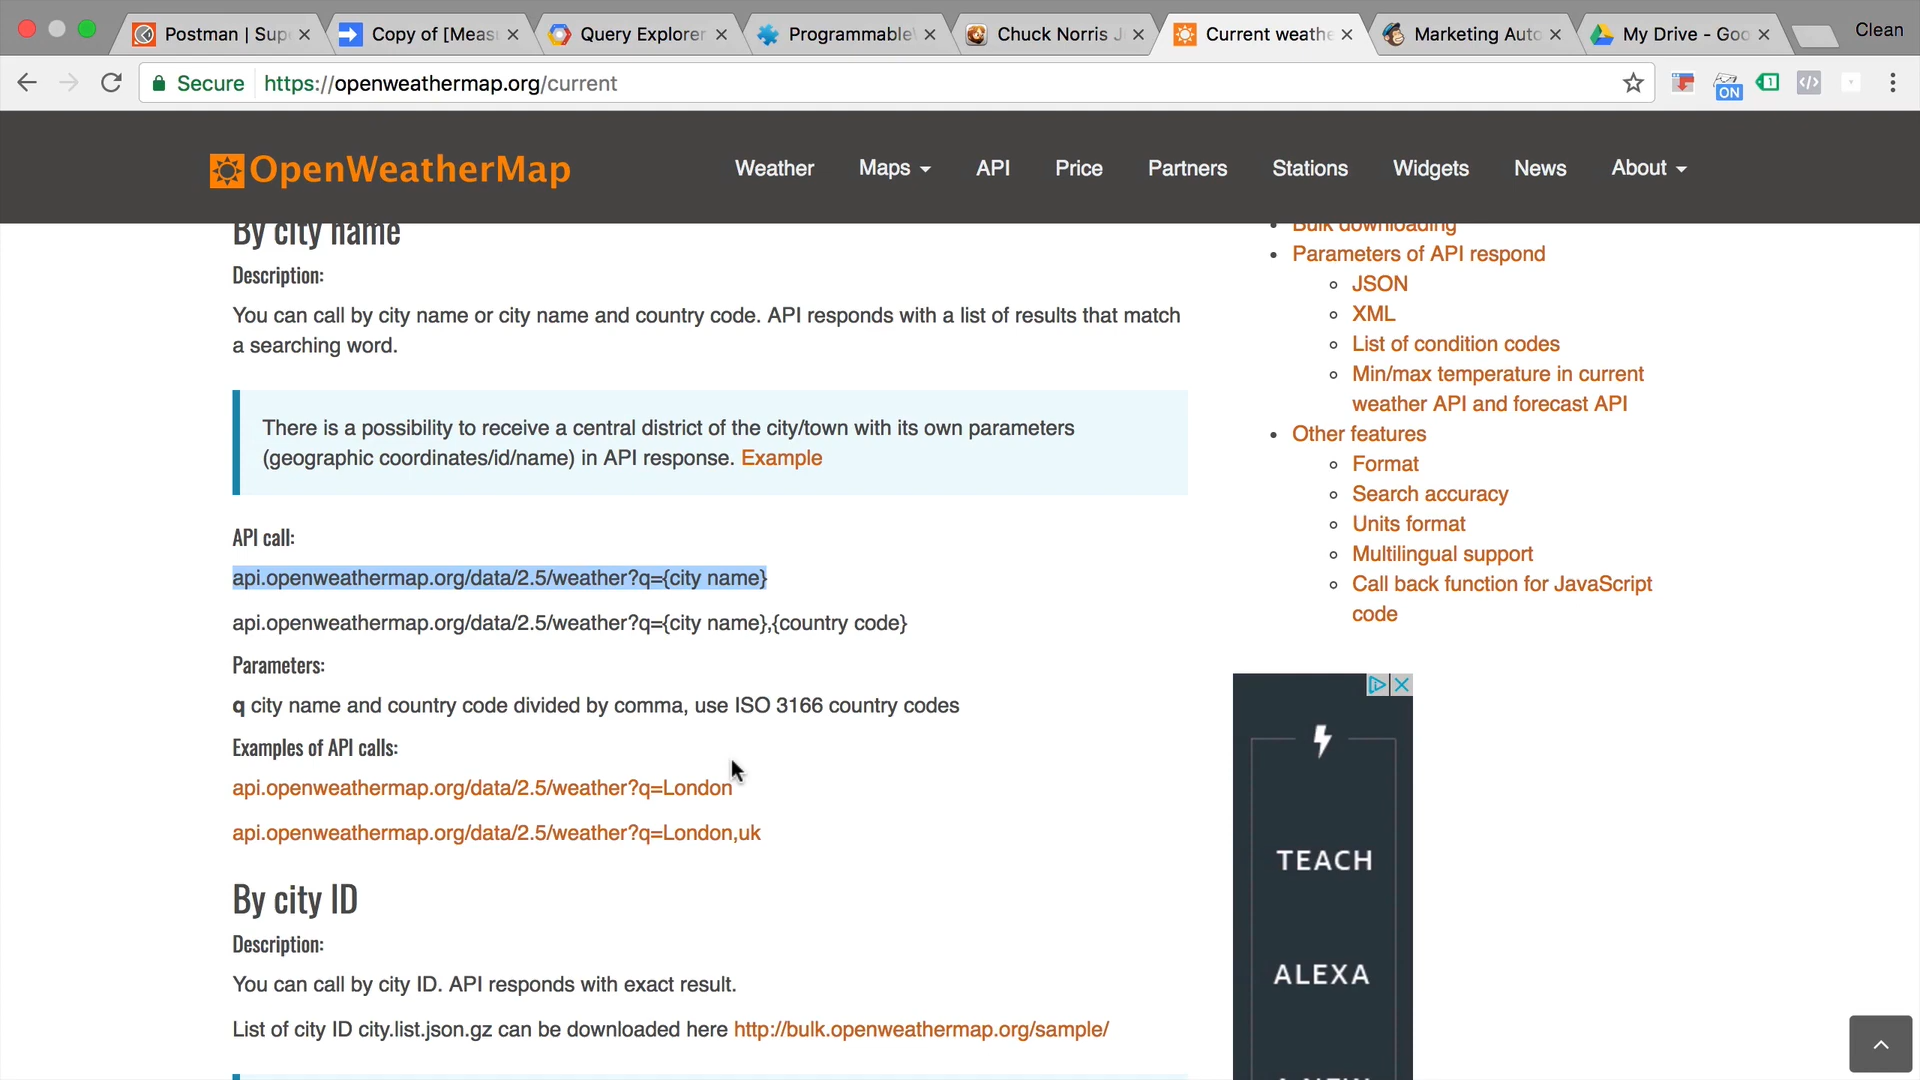 Postman | Sup
Copy of [Meas
Query Explorer
Programmable
Chuck Norris J
Current weath
Marketing Auto
My Drive - Goo
Clean
Secure
https://openweathermap.org/current
ON
1
OpenWeatherMap
Weather
Maps
API
Price
Partners
Stations
Widgets
News
About
By city name
Description:
You can call by city name or city name and country code. API responds with a list of results that match
a searching word.
There is a possibility to receive a central district of the city/town with its own parameters
(geographic coordinates/id/name) in API response. Example
API call:
api.openweathermap.org/data/2.5/weather?q={city name}
api.openweathermap.org/data/2.5/weather?q={city name},{country code}
Parameters:
q city name and country code divided by comma, use ISO 3166 country codes
Examples of API calls:
api.openweathermap.org/data/2.5/weather?q=London
api.openweathermap.org/data/2.5/weather?q=London,uk
By city ID
Description:
You can call by city ID. API responds with exact result.
List of city ID city.list.json.gz can be downloaded here http://bulk.openweathermap.org/sample/
Bulk downloading
Parameters of API respond
JSON
XML
List of condition codes
Min/max temperature in current
weather API and forecast API
Other features
Format
Search accuracy
Units format
Multilingual support
Call back function for JavaScript
code
TEACH
ALEXA